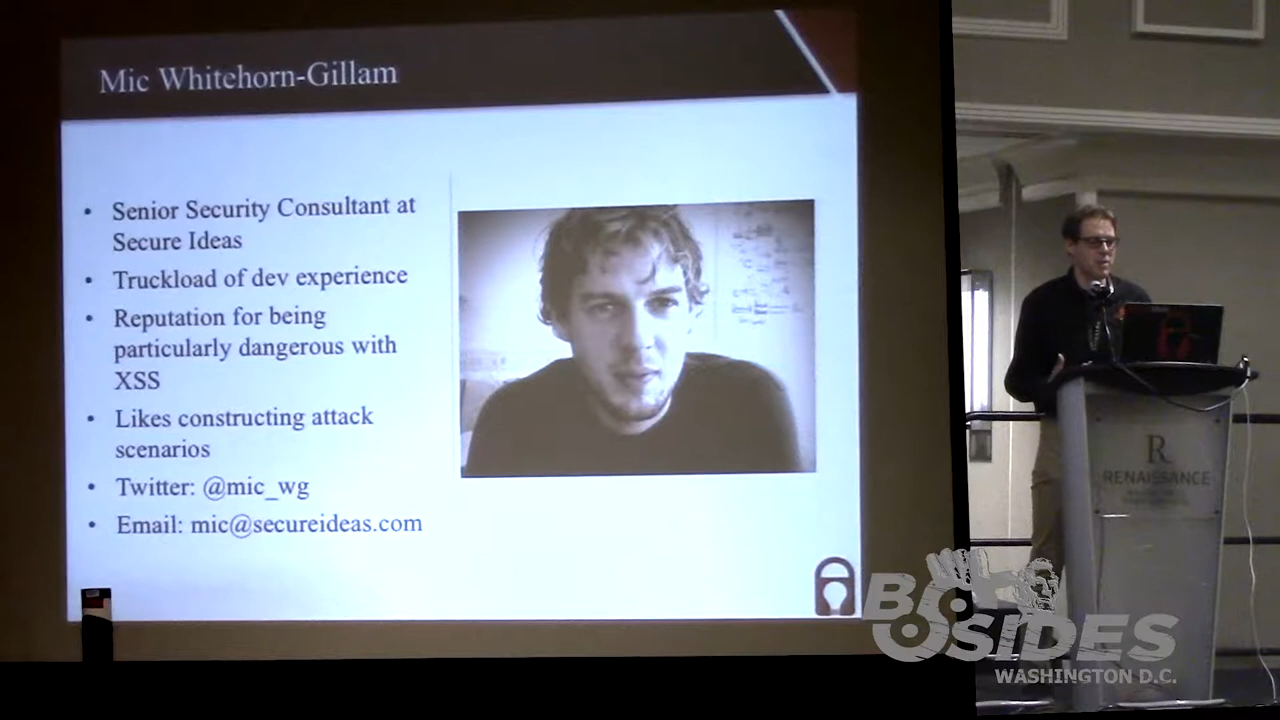 Mic Whitehorn-Gillam
• Senior Security Consultant at
Secure Ideas
• Truckload of dev experience
• Reputation for being
particularly dangerous with
XSS
• Likes constructing attack
scenarios
• Twitter: @mic_wg
• Email: mic@secureideas.com
R
RENAISSANCE
BSIDES
WASHINGTON D.C.